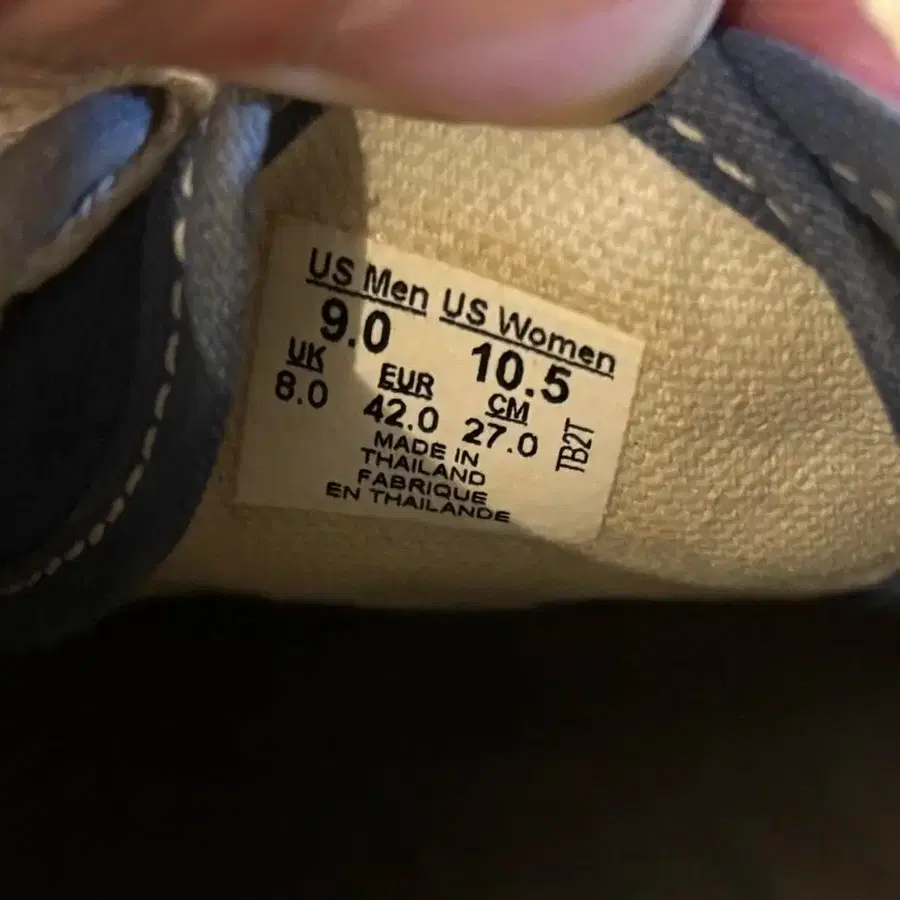 US Men US Women
9.0 10.5
UK EUR CM
8.0 42.0 27.0
TB2T
MADE IN
THAILAND
FABRIQUE
EN THAILANDE